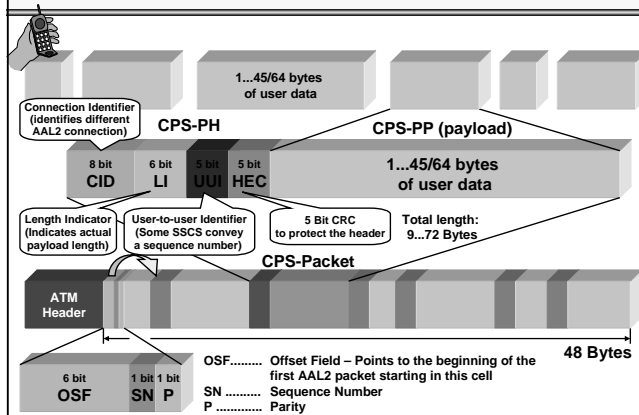 1...45/64 bytes
of user data
Connection Identifier
(identifies different
AAL2 connection)
CPS-PH
CPS-PP (payload)
8 bit
CID
6 bit
LI
5 bit
UUI
5 bit
HEC
1...45/64 bytes
of user data
Length Indicator
(Indicates actual
payload length)
User-to-user Identifier
(Some SSCS convey
a sequence number)
5 Bit CRC
to protect the header
Total length:
9...72 Bytes
CPS-Packet
ATM
Header
48 Bytes
6 bit
OSF
1 bit
SN
1 bit
P
OSF......... Offset Field – Points to the beginning of the
first AAL2 packet starting in this cell
SN .......... Sequence Number
P ............. Parity